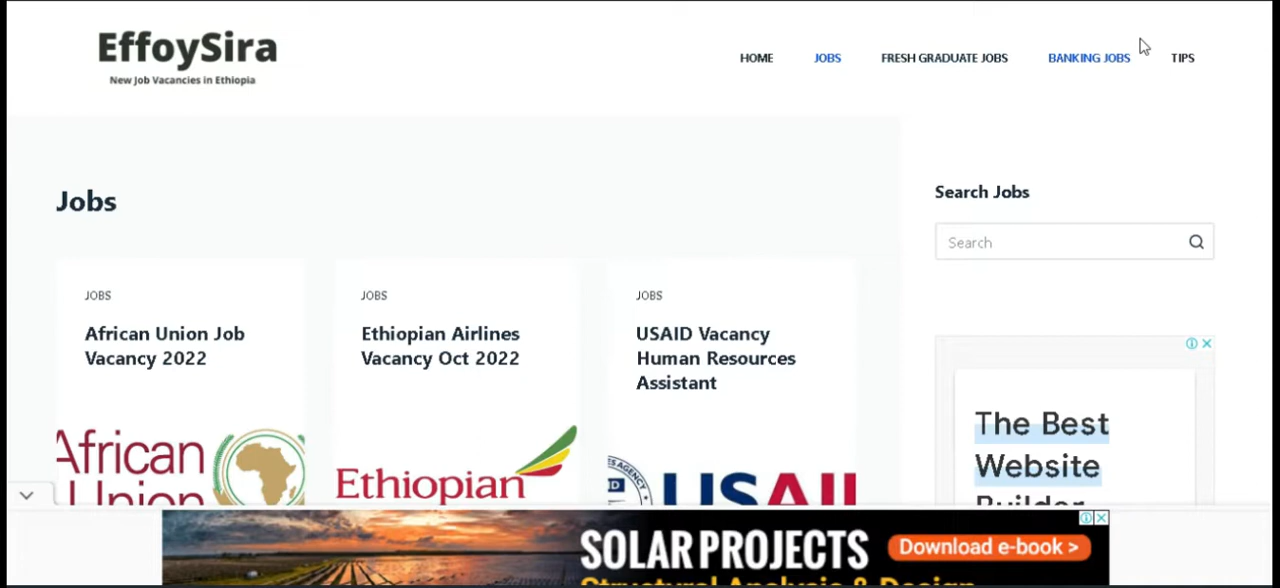 EffoySira
New Job Vacancies in Ethiopia
HOME
JOBS
FRESH GRADUATE JOBS
BANKING JOBS
TIPS
Jobs
Search Jobs
Search
JOBS
African Union Job
Vacancy 2022
JOBS
Ethiopian Airlines
Vacancy Oct 2022
JOBS
USAID Vacancy
Human Resources
Assistant
African
Union
Ethiopian
USAID
The Best
Website
Builder
SOLAR PROJECTS
Structural Analysis & Design
Download e-book >